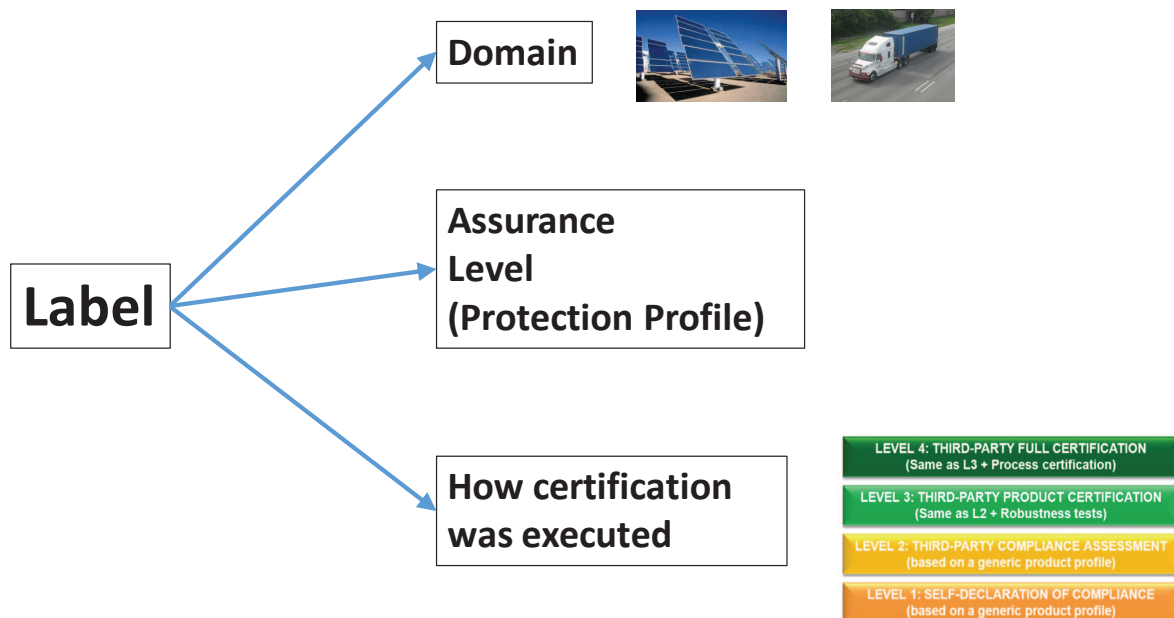 Domain
Label
Assurance
Level
(Protection Profile)
How certification
was executed
LEVEL 4: THIRD-PARTY FULL CERTIFICATION
(Same as L3 + Process certification)
LEVEL 3: THIRD-PARTY PRODUCT CERTIFICATION
(Same as L2 + Robustness tests)
LEVEL 2: THIRD-PARTY COMPLIANCE ASSESSMENT
(based on a generic product profile)
LEVEL 1: SELF-DECLARATION OF COMPLIANCE
(based on a generic product profile)